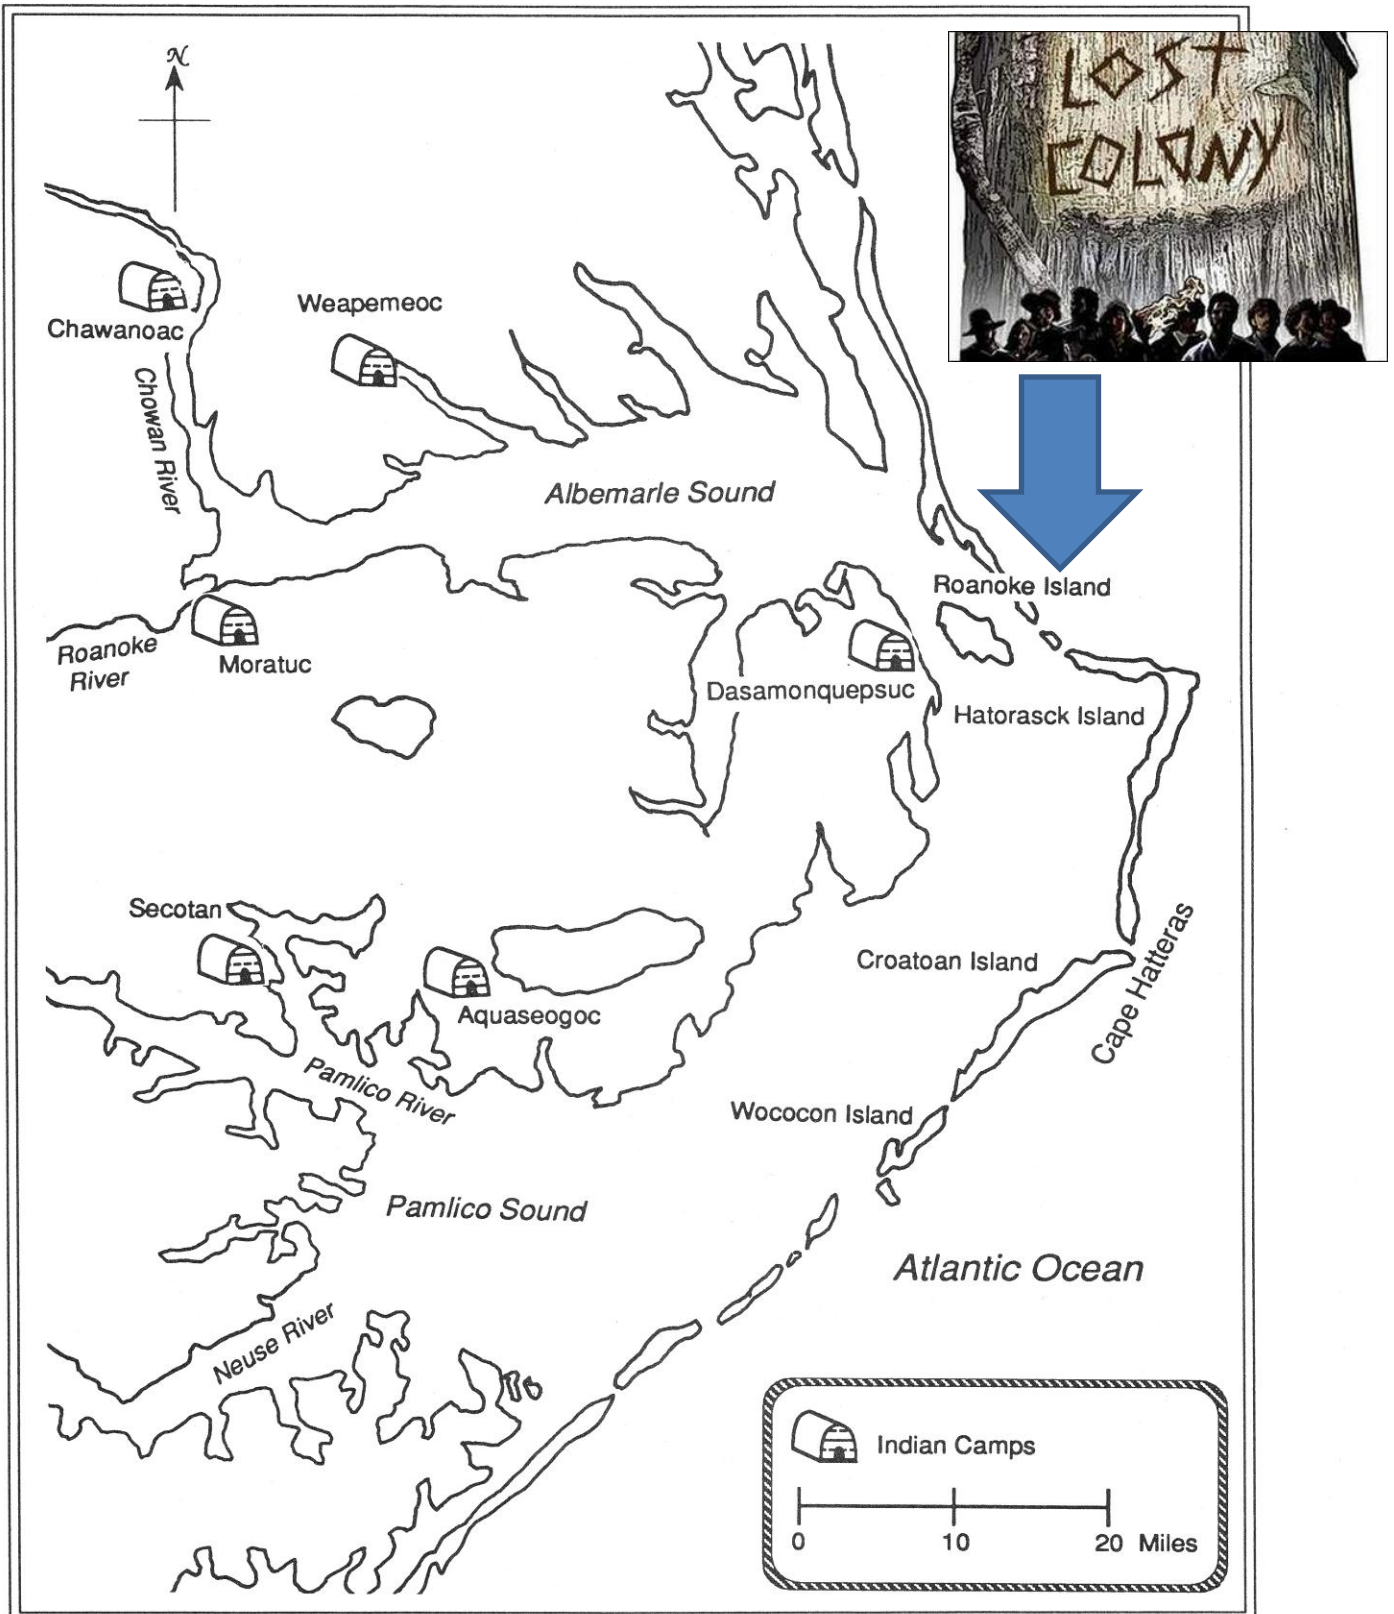 N
LOST
COLONY
Chawanoac
Weapemeoc
Chowan River
Albemarle Sound
Roanoke Island
Roanoke
River
Moratuc
Dasamonquepsuc
Hatorasck Island
Secotan
Aquaseogoc
Croatoan Island
Cape Hatteras
Pamlico River
Wococon Island
Pamlico Sound
Atlantic Ocean
Neuse River
Indian Camps
0 10 20 Miles